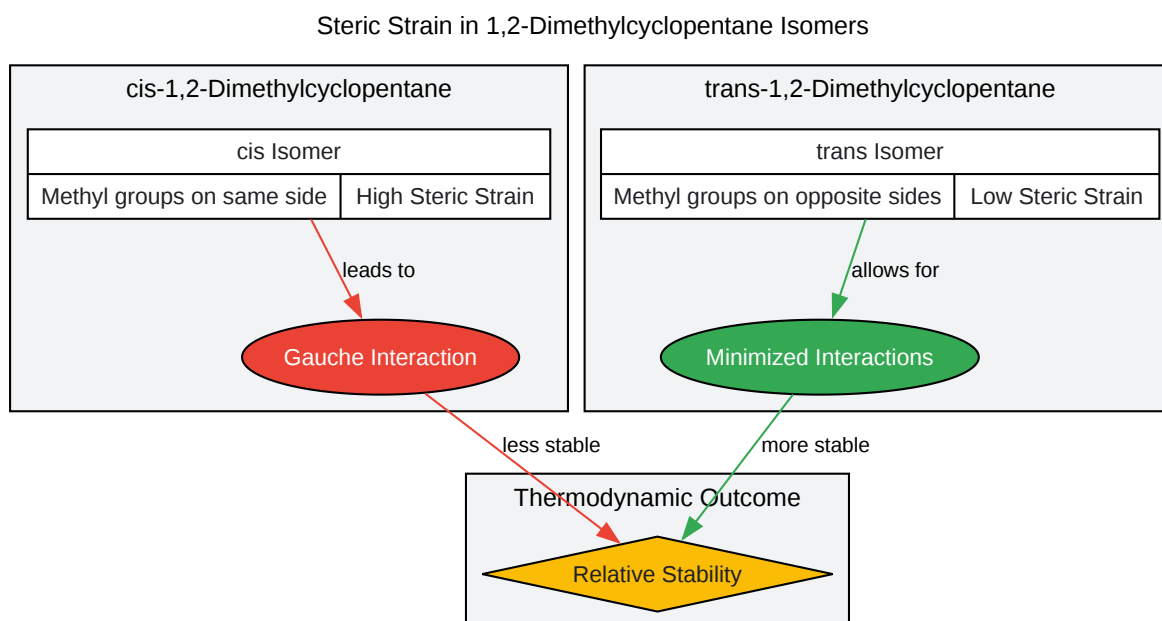 Steric Strain in 1,2-Dimethylcyclopentane Isomers
cis-1,2-Dimethylcyclopentane
cis Isomer
Methyl groups on same side
High Steric Strain
leads to
Gauche Interaction
less stable
trans-1,2-Dimethylcyclopentane
trans Isomer
Methyl groups on opposite sides
Low Steric Strain
allows for
Minimized Interactions
more stable
Thermodynamic Outcome
Relative Stability